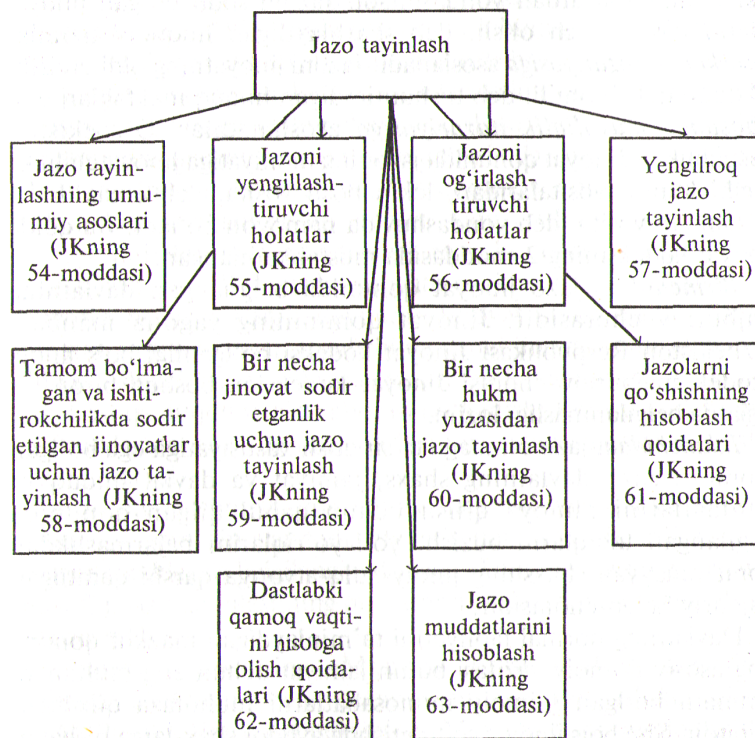 Jazo tayinlash
Jazo tayin-
lashning umu-
miy asoslari
(JKning
54-moddasi)
Jazoni
yengillash-
tiruvchi
holatlar
(JKning
55-moddasi)
Jazoni
og‘irlash-
tiruvchi
holatlar
(JKning
56-moddasi)
Yengilroq
jazo
tayinlash
(JKning
57-moddasi)
Tamom bo‘lma-
gan va ishti-
rokchilikda sodir
etilgan jinoyatlar
uchun jazo ta-
yinlash (JKning
58-moddasi)
Bir necha
jinoyat sodir
etganlik
uchun jazo
tayinlash
(JKning
59-moddasi)
Bir necha
hukm
yuzasidan
jazo tayinlash
(JKning
60-moddasi)
Jazolarni
qo‘shishning
hisoblash
qoidalari
(JKning
61-moddasi)
Dastlabki
qamoq vaqti-
ni hisobga
olish qoida-
lari (JKning
62-moddasi)
Jazo
muddatlarini
hisoblash
(JKning
63-moddasi)